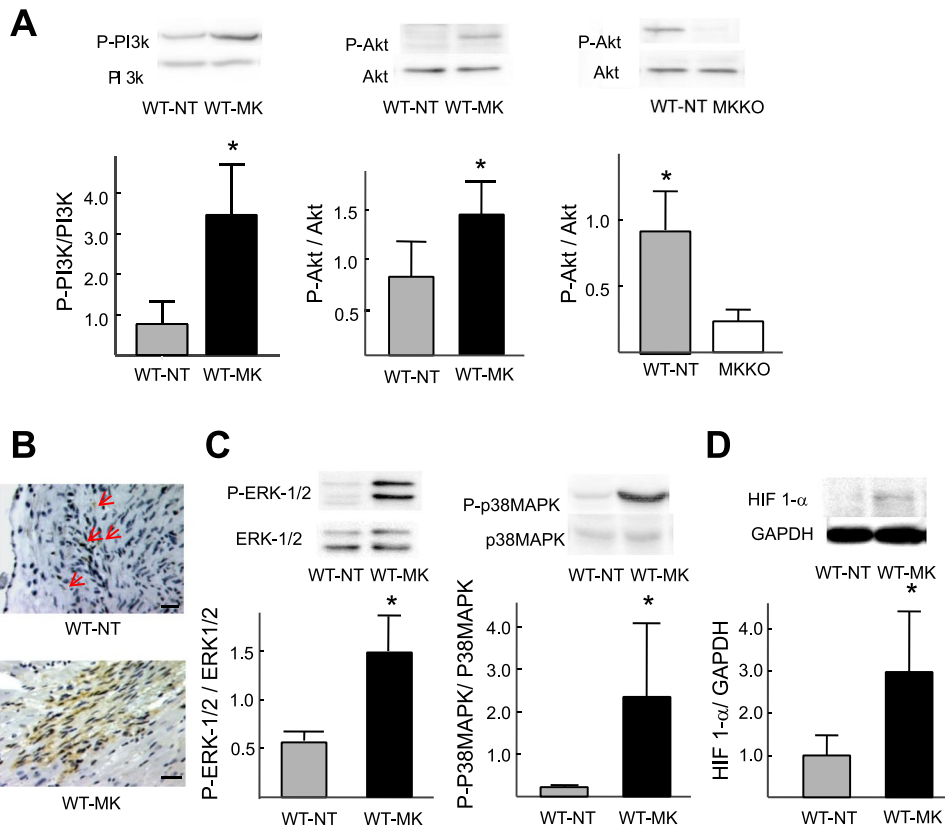 A
P-PI3k
PI 3k
WT-NT WT-MK
P-Akt
Akt
WT-NT WT-MK
P-Akt
Akt
WT-NT MKKO
P-PI3K/PI3K
4.0
3.0
2.0
1.0
*
WT-NT WT-MK
P-Akt / Akt
1.5
1.0
0.5
*
WT-NT WT-MK
P-Akt / Akt
1.0
0.5
*
WT-NT MKKO
B
WT-NT
WT-MK
C
P-ERK-1/2
ERK-1/2
WT-NT WT-MK
P-ERK-1/2 / ERK1/2
1.5
1.0
0.5
*
WT-NT WT-MK
P-p38MAPK
p38MAPK
WT-NT WT-MK
P-P38MAPK/ P38MAPK
4.0
3.0
2.0
1.0
*
WT-NT WT-MK
D
HIF 1-α
GAPDH
WT-NT WT-MK
HIF 1-α/ GAPDH
4.0
3.0
2.0
1.0
*
WT-NT WT-MK